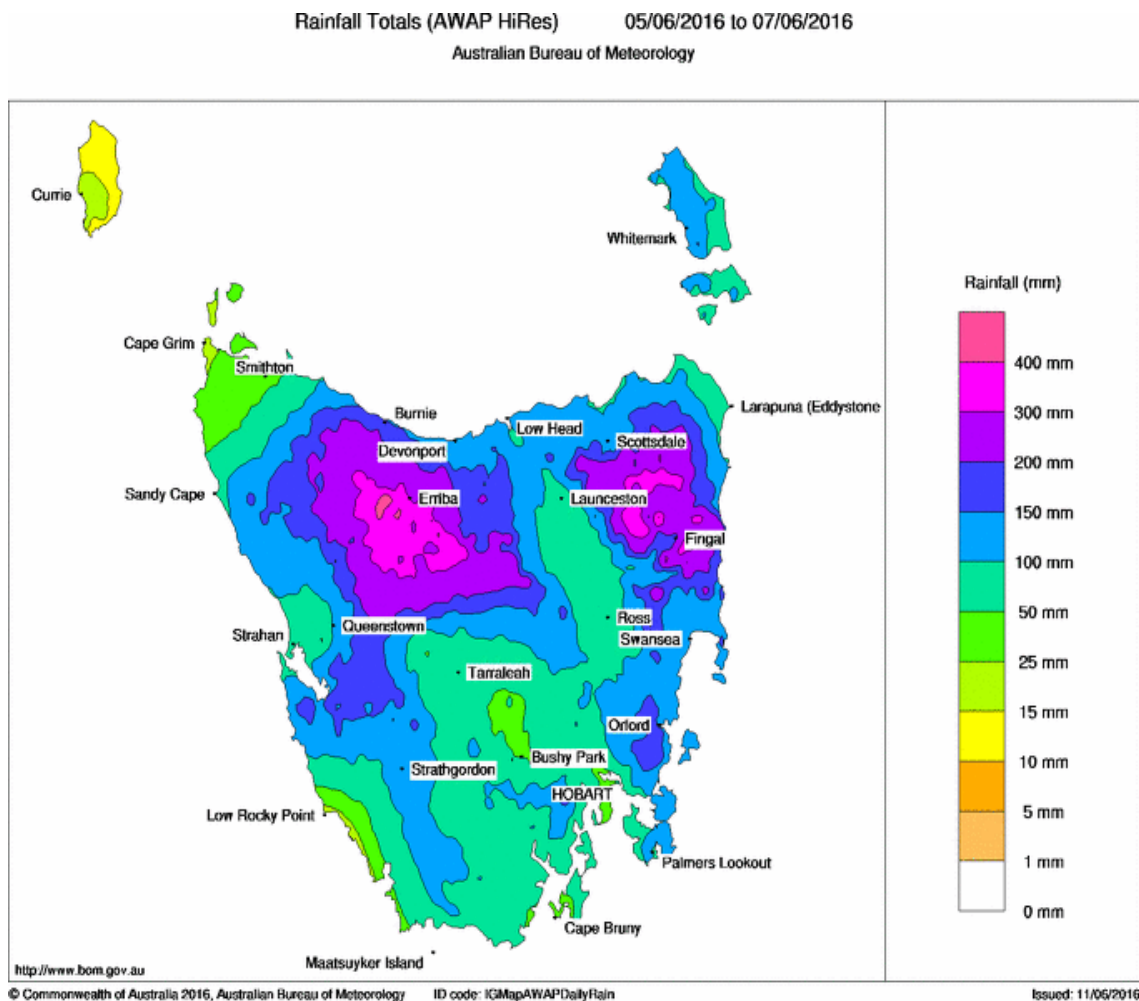 Rainfall Totals (AWAP HiRes) 05/06/2016 to 07/06/2016
Australian Bureau of Meteorology
Currie
Whitemark
Rainfall (mm)
Cape Grim
Smithton
400 mm
Burnie
Larapuna (Eddystone
300 mm
Low Head
Devonport
Scottsdale
200 mm
Sandy Cape
Erriba
Launceston
150 mm
Fingal
100 mm
50 mm
Queenstown
Ross
Strahan
Swansea
25 mm
Tarraleah
15 mm
Orford
Bushy Park
10 mm
Strathgordon
HOBART
5 mm
Low Rocky Point
1 mm
Palmers Lookout
0 mm
Cape Bruny
Maatsuyker Island
http://www.bom.gov.au
© Commonwealth of Australia 2016, Australian Bureau of Meteorology ID code: IGMapAWAPDailyRain Issued: 11/06/2016